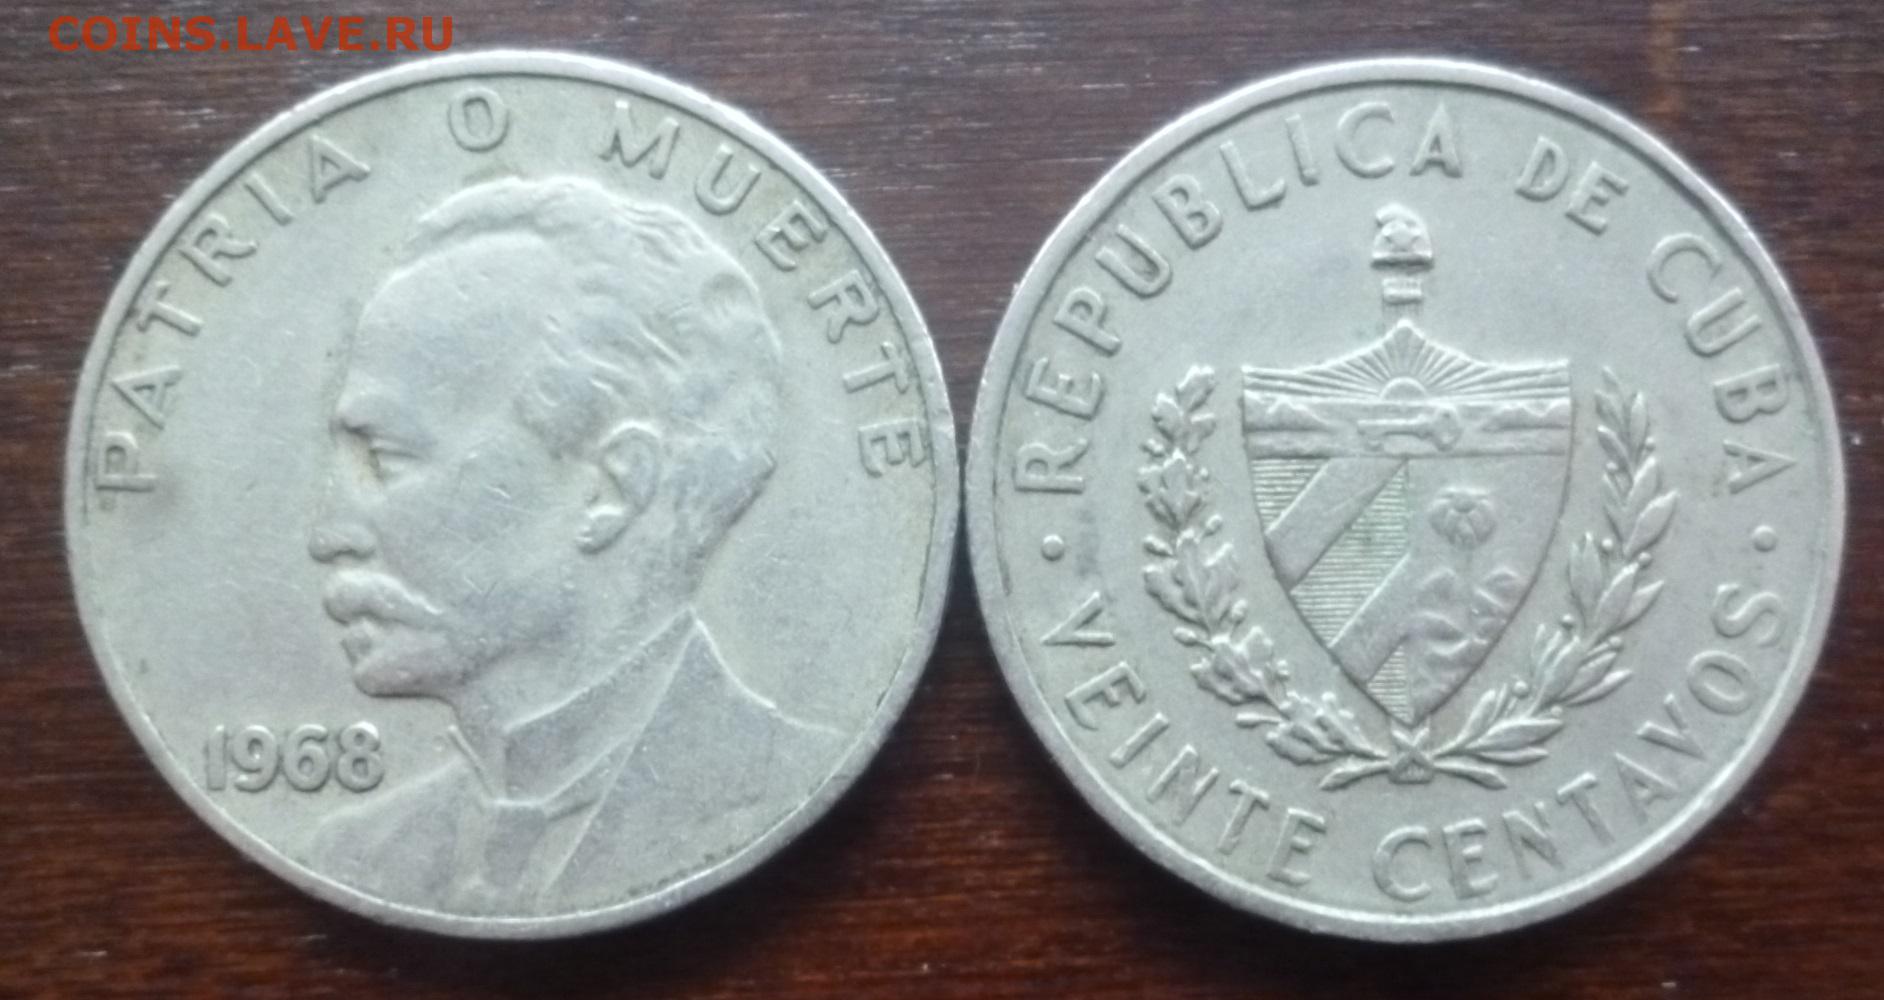 COINS.LAVE.RU
PATRIA O MUERTE
1968
REPUBLICA DE CUBA
VEINTE CENTAVOS